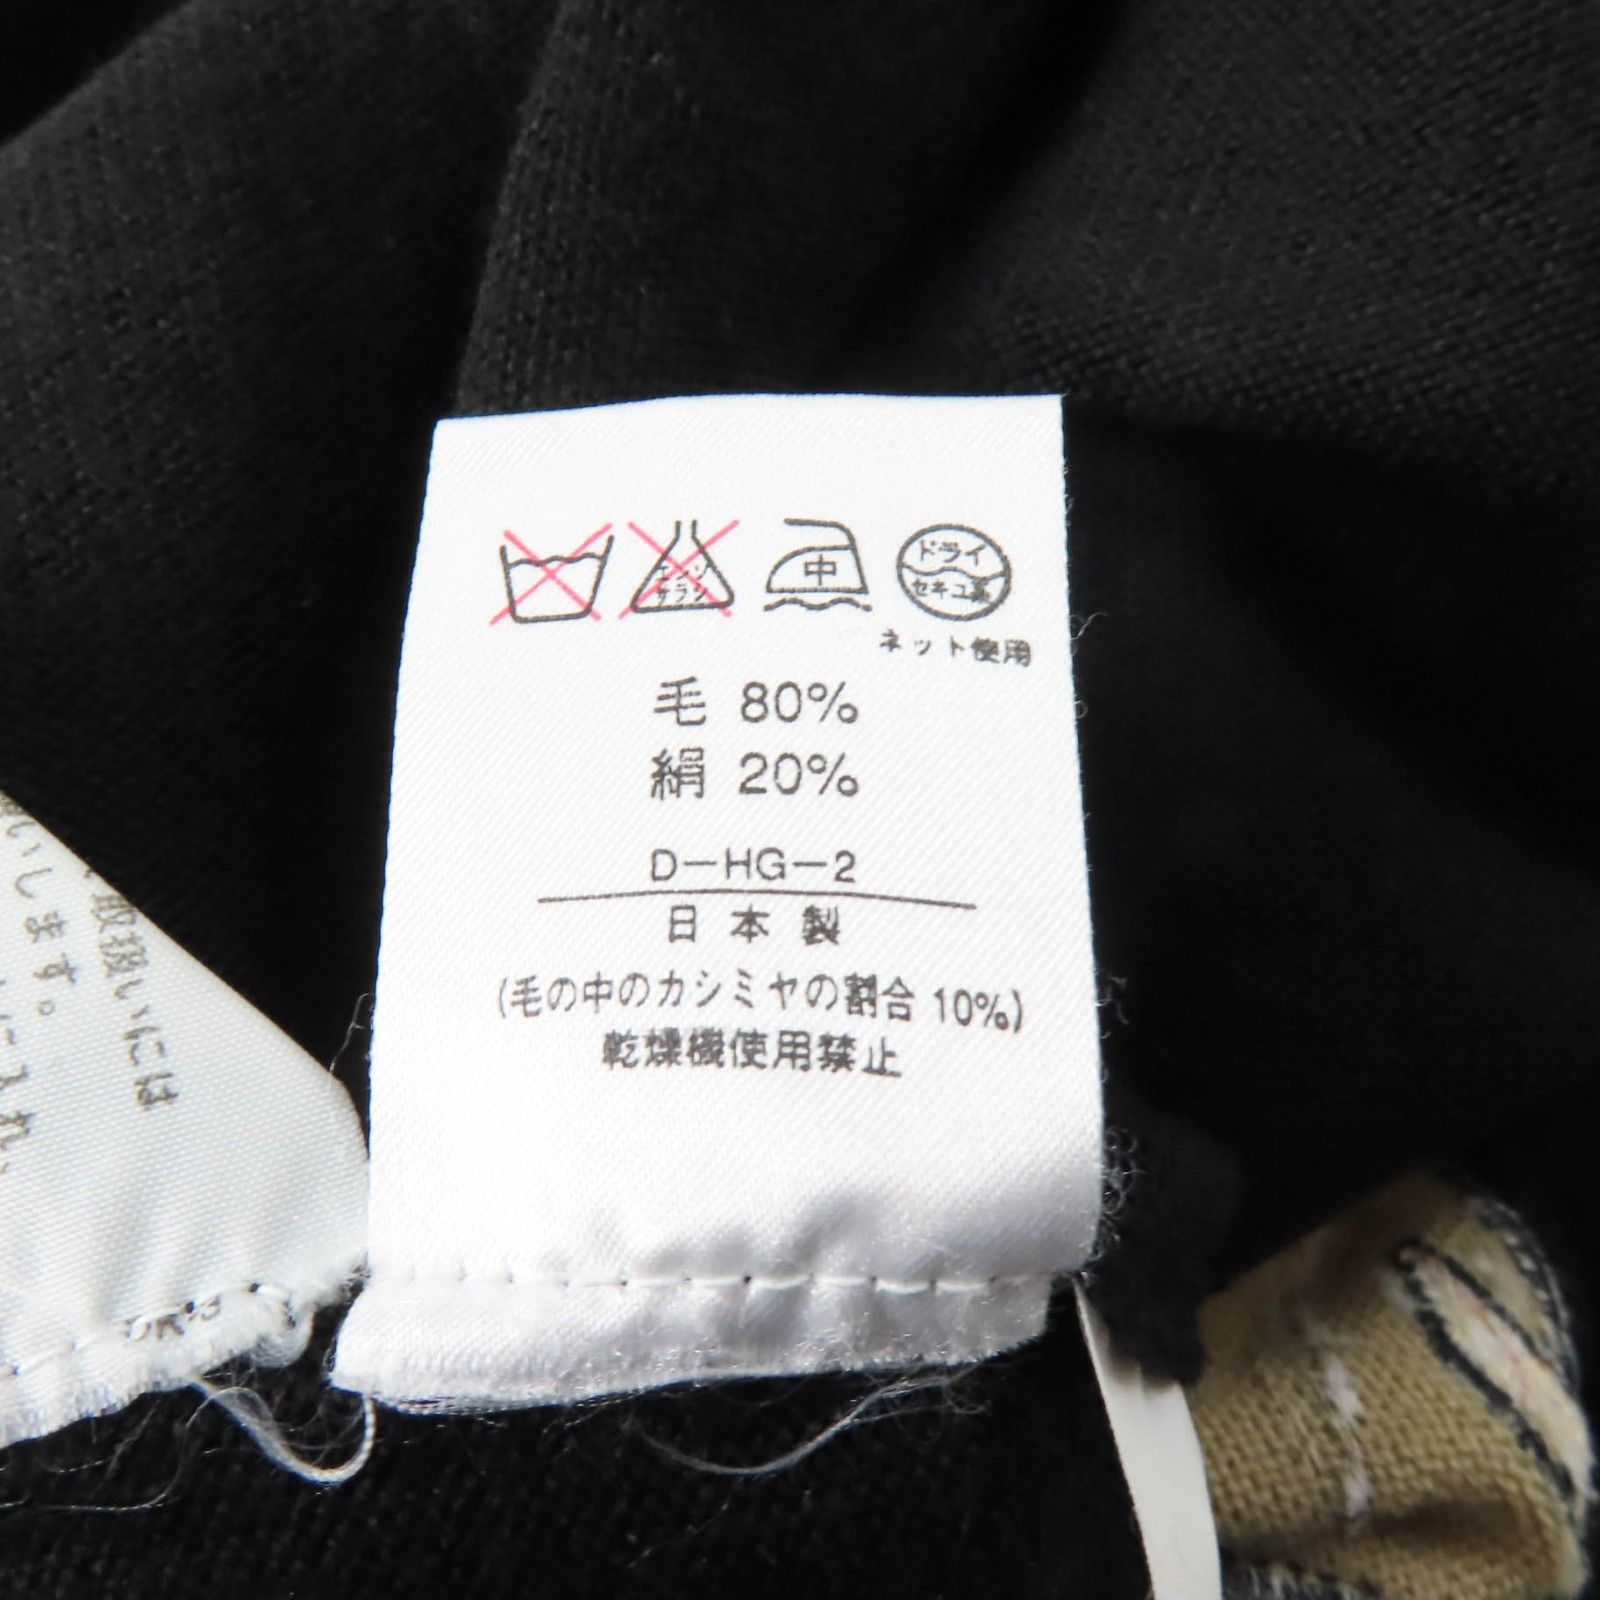 エンソ
サラシ
中
ドライ
セキユ系
ネット使用
毛 80%
絹 20%
D-HG-2
日本製
(毛の中のカシミヤの割合 10%)
乾燥機使用禁止
取扱いには
いします。